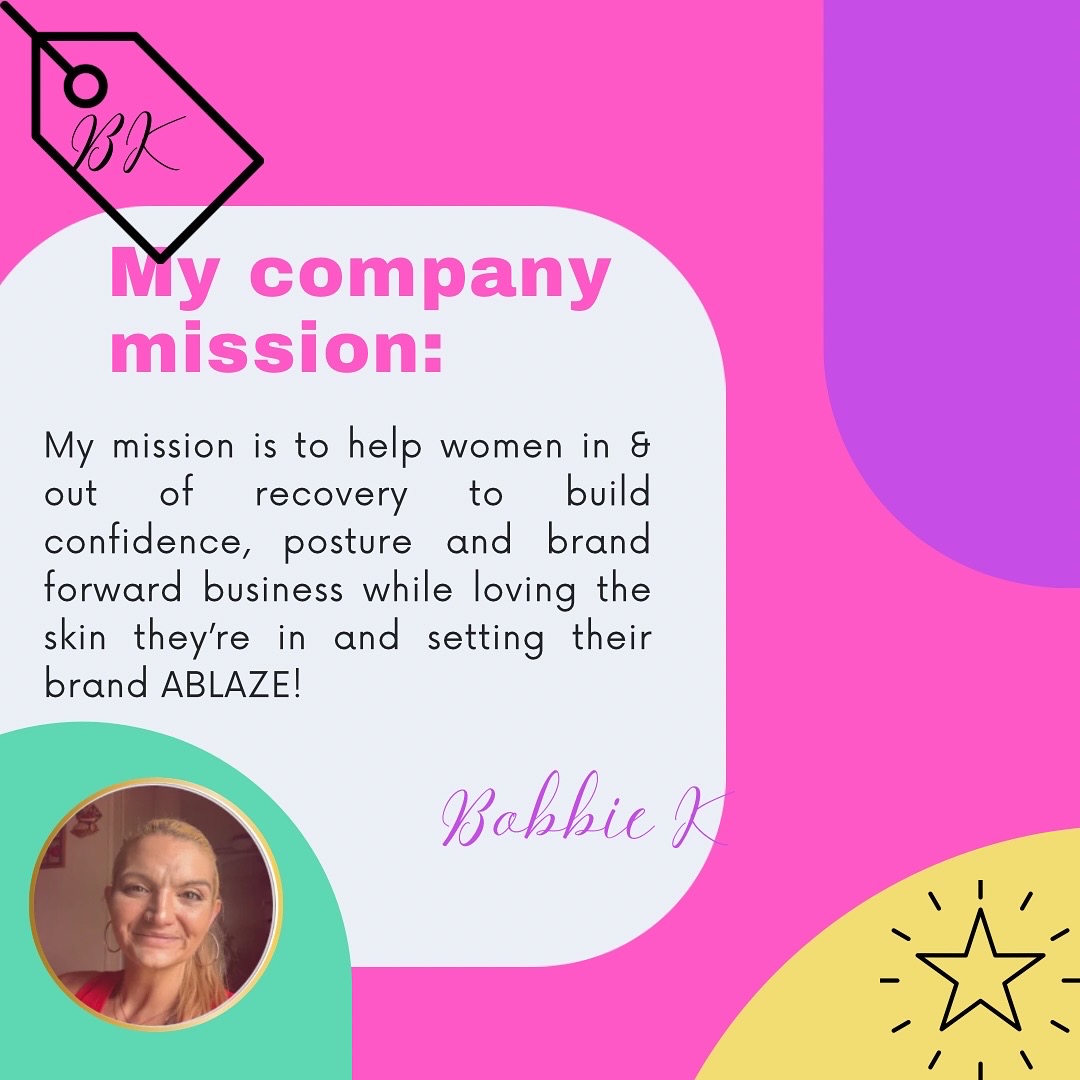 BK
My company
mission:
My mission is to help women in &
out of recovery to build
confidence, posture and brand
forward business while loving the
skin they're in and setting their
brand ABLAZE!
Bobbie K